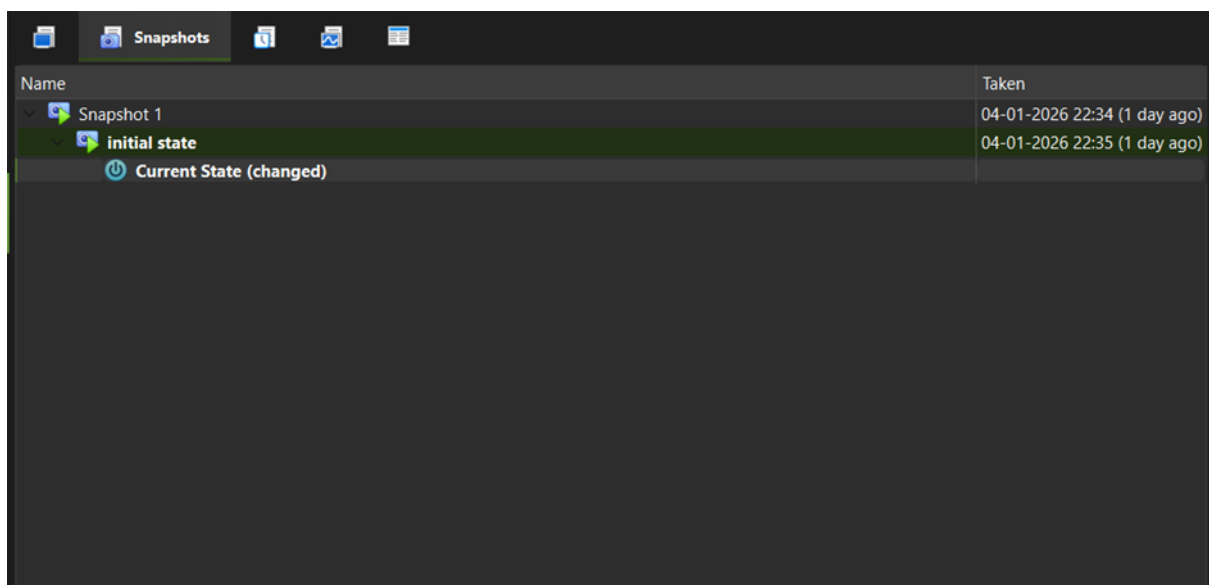 Snapshots
Name Taken
Snapshot 1 04-01-2026 22:34 (1 day ago)
initial state 04-01-2026 22:35 (1 day ago)
Current State (changed)